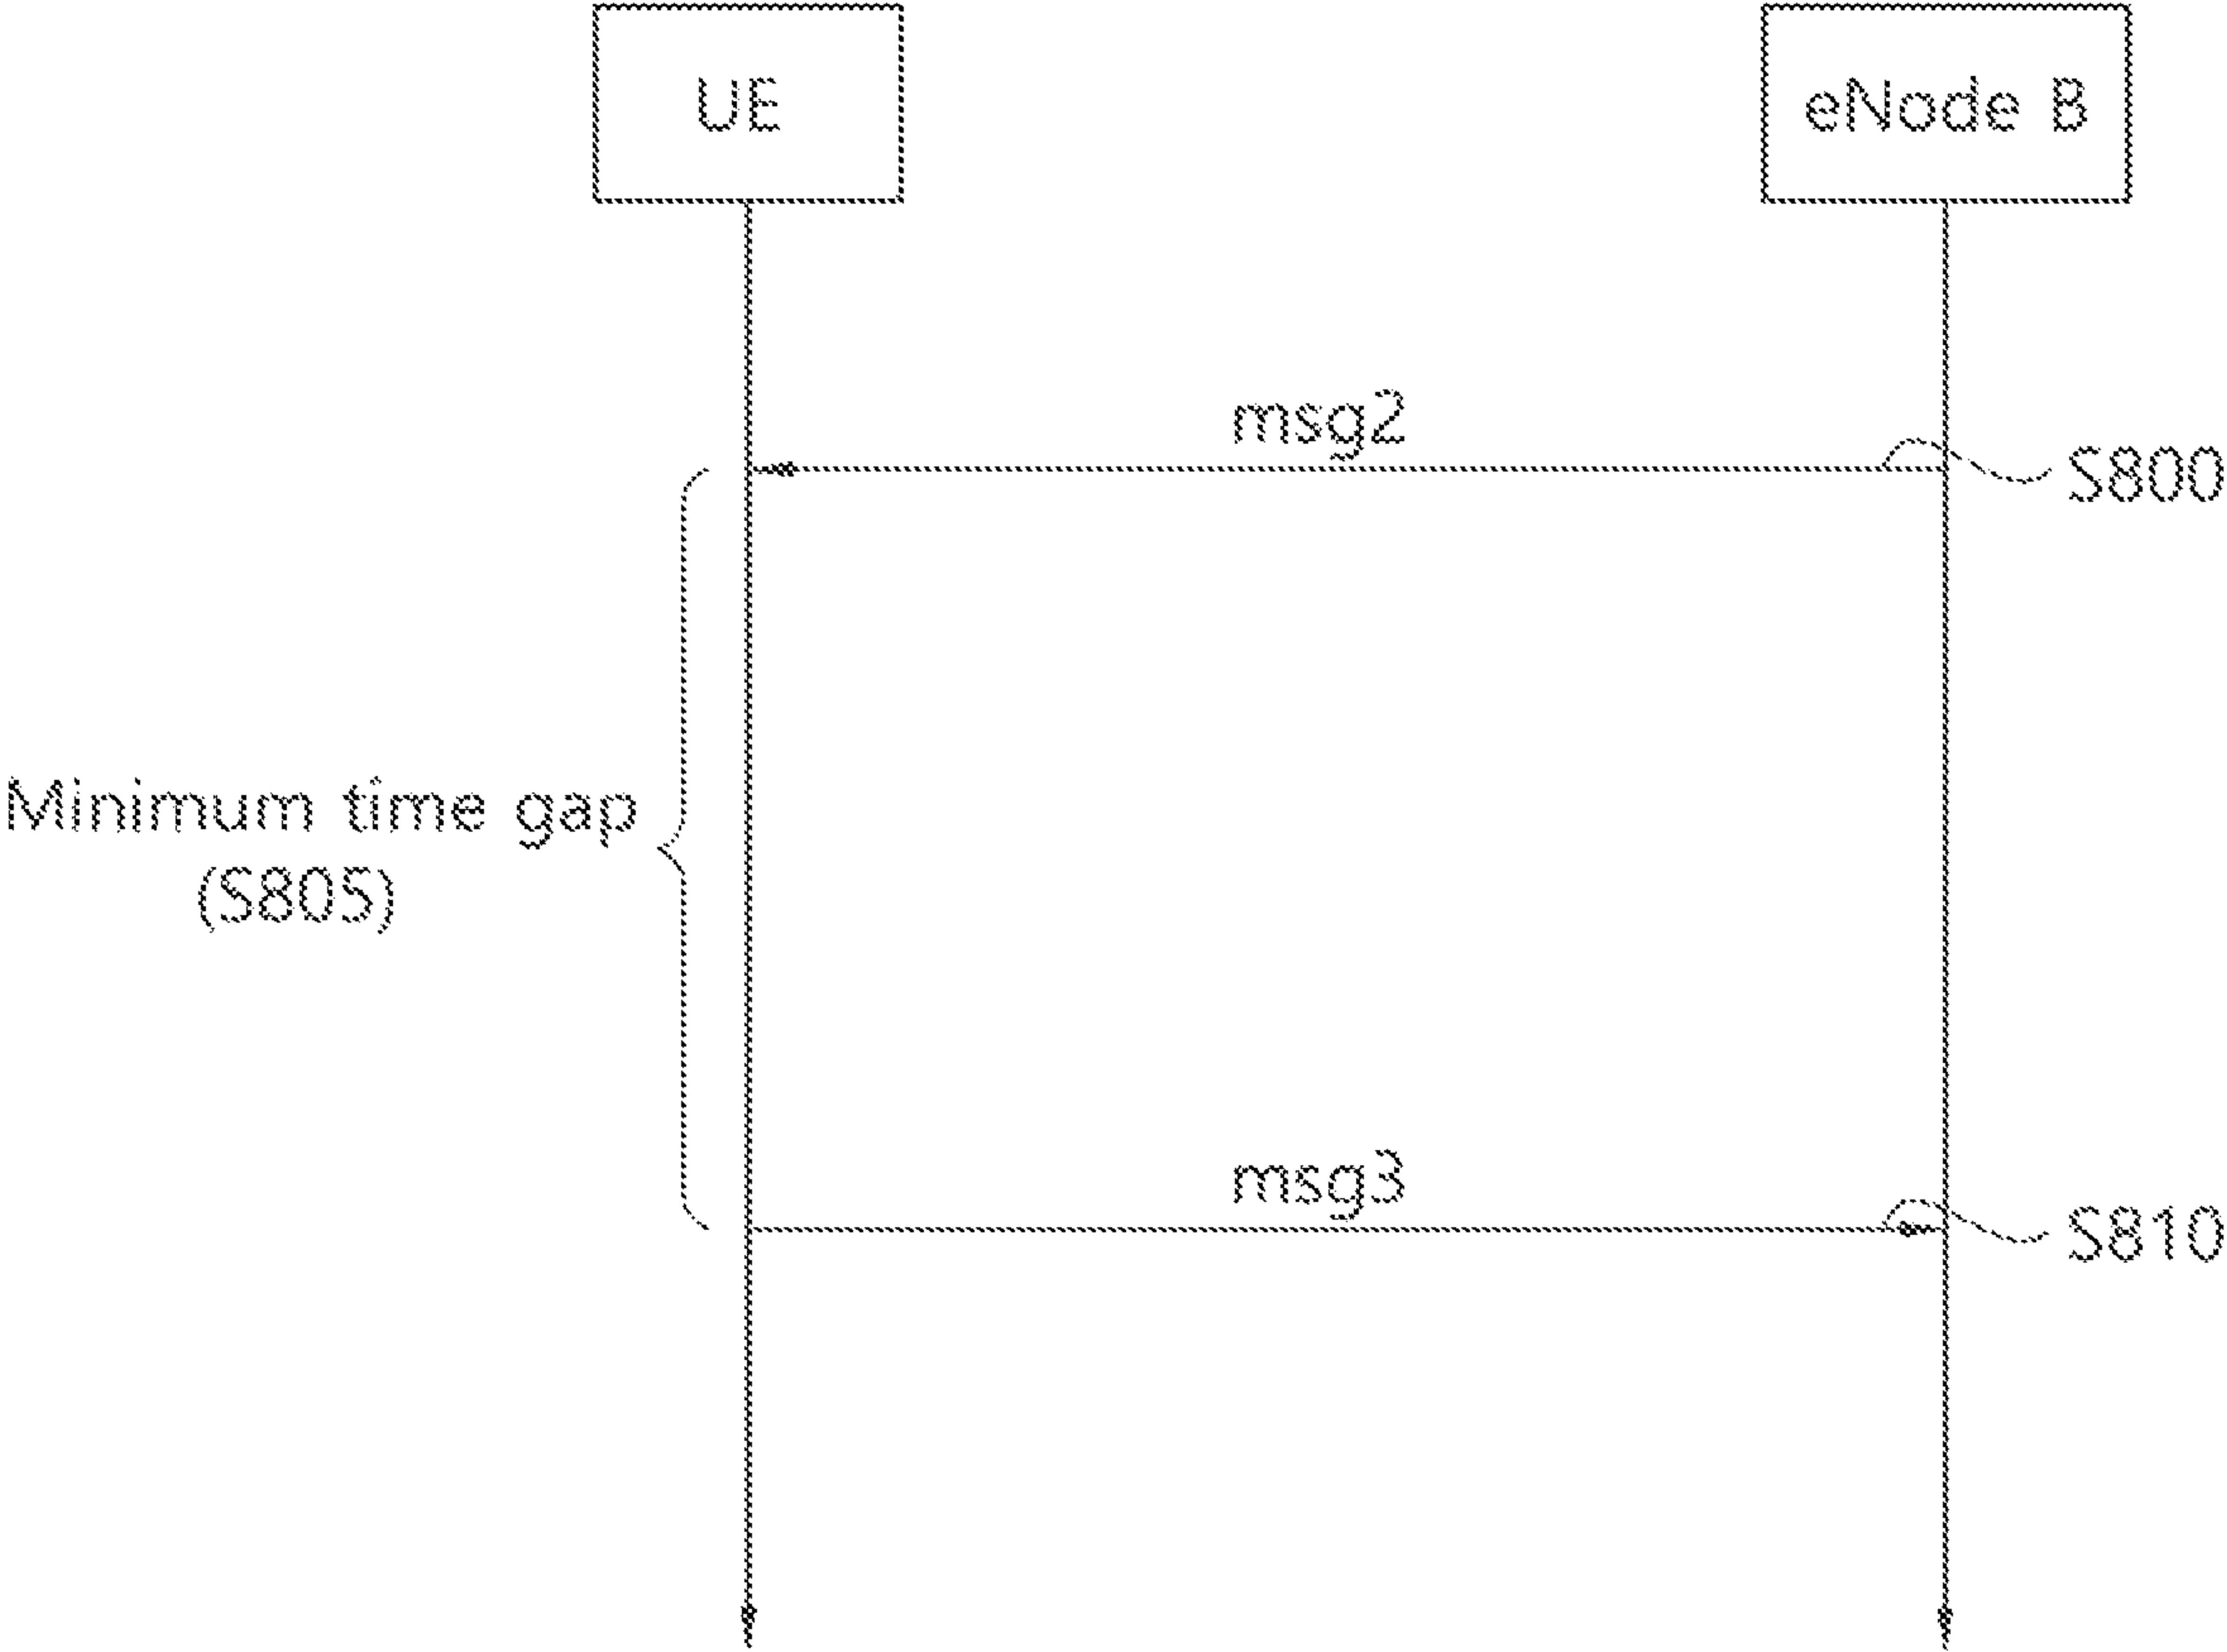 UE
eNode B
msg2
S800
Minimum time gap
(S805)
msg3
S810